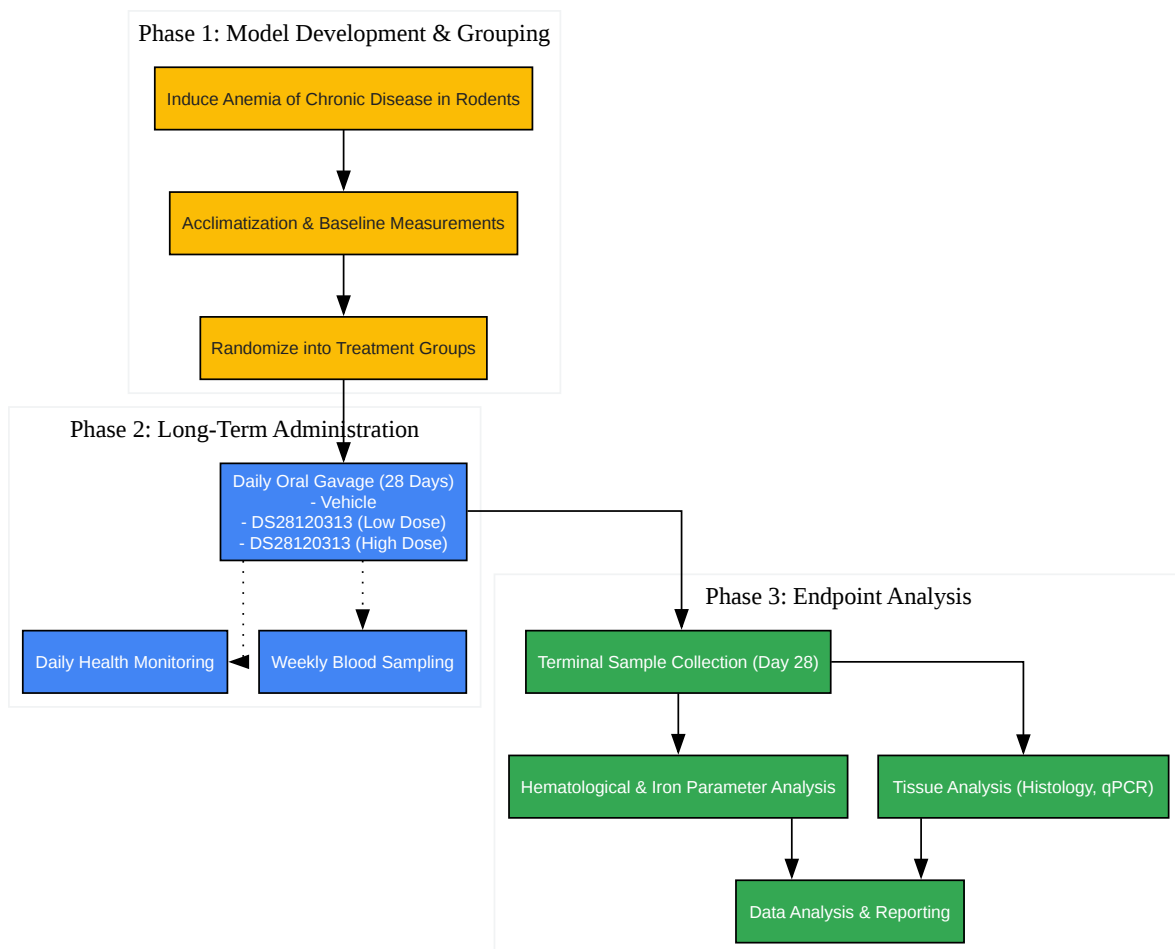 Phase 1: Model Development & Grouping
Induce Anemia of Chronic Disease in Rodents
Acclimatization & Baseline Measurements
Randomize into Treatment Groups
Phase 2: Long-Term Administration
Daily Oral Gavage (28 Days)
- Vehicle
- DS28120313 (Low Dose)
- DS28120313 (High Dose)
Daily Health Monitoring
Weekly Blood Sampling
Phase 3: Endpoint Analysis
Terminal Sample Collection (Day 28)
Hematological & Iron Parameter Analysis
Tissue Analysis (Histology, qPCR)
Data Analysis & Reporting